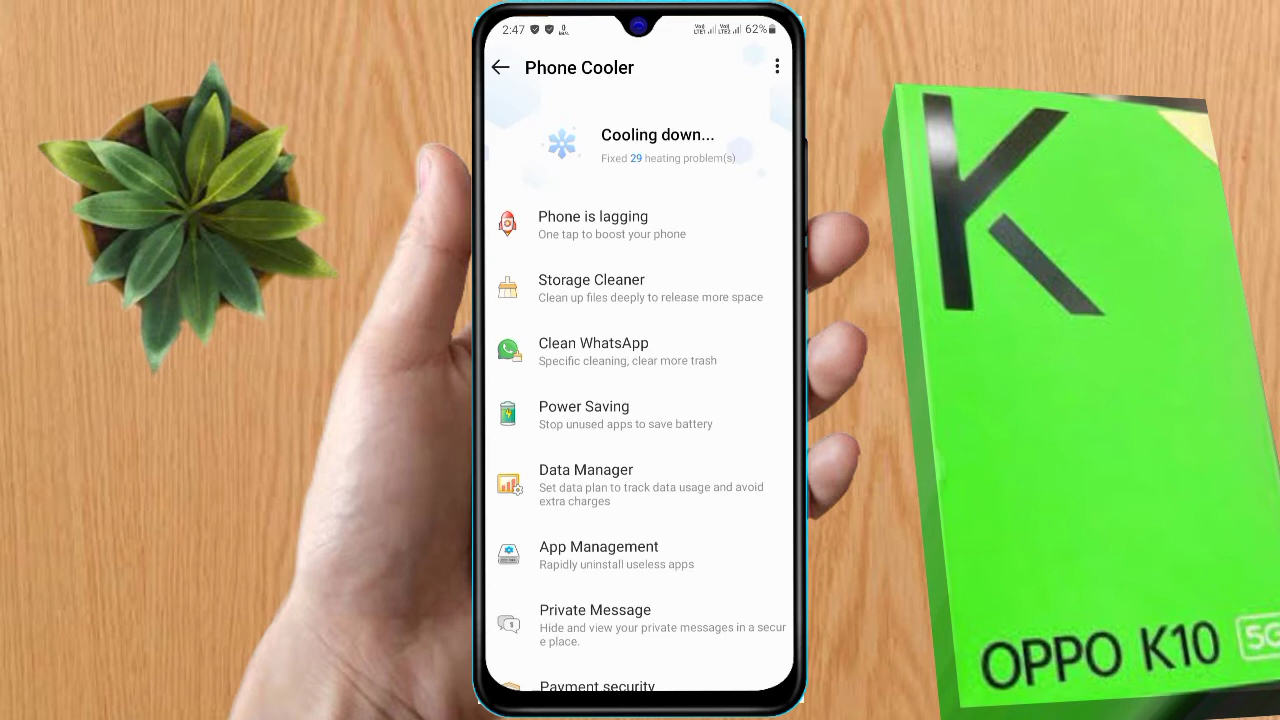 2:47
62%
Phone Cooler
Cooling down...
Fixed 29 heating problem(s)
Phone is lagging
One tap to boost your phone
Storage Cleaner
Clean up files deeply to release more space
Clean WhatsApp
Specific cleaning, clear more trash
Power Saving
Stop unused apps to save battery
Data Manager
Set data plan to track data usage and avoid
extra charges
App Management
Rapidly uninstall useless apps
Private Message
Hide and view your private messages in a secur
e place.
Payment security
K
OPPO K10 5G